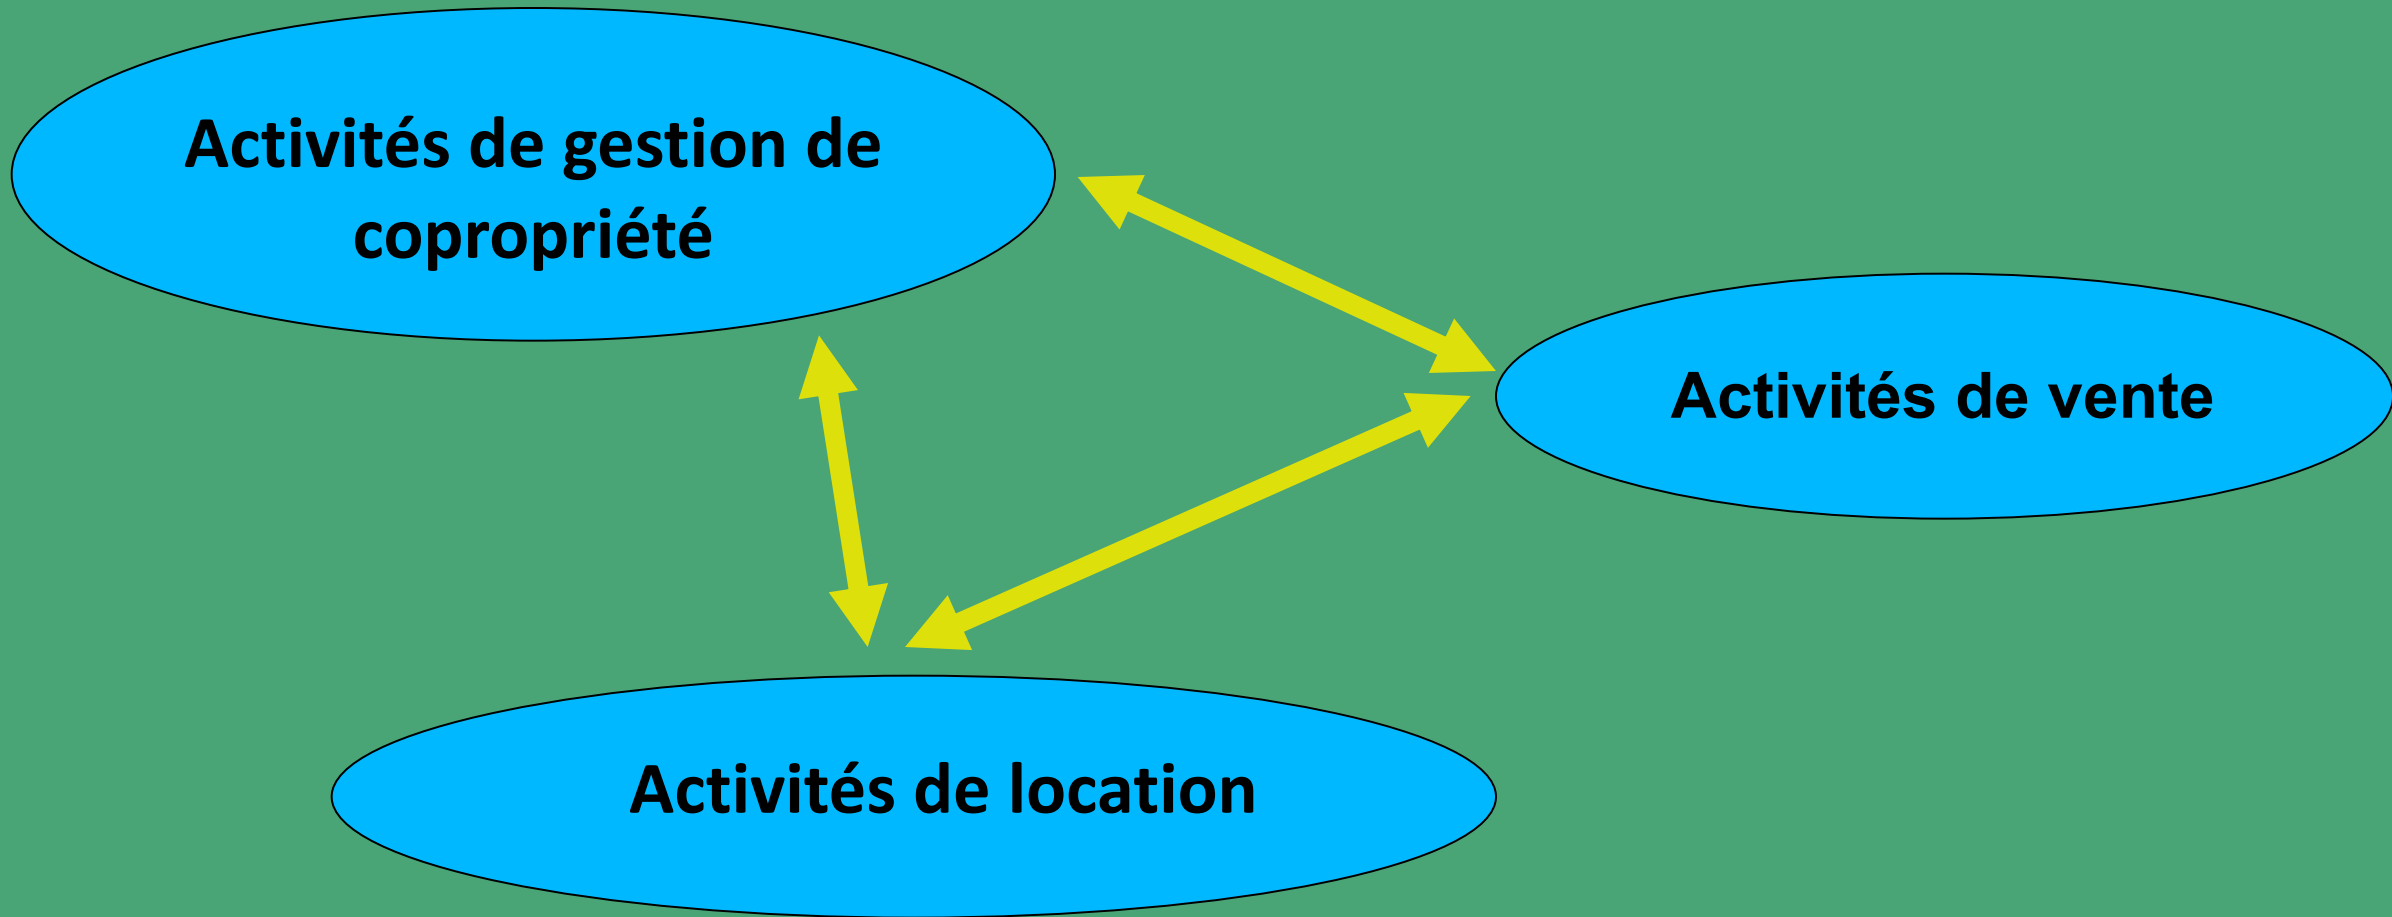 Activités de gestion de
copropriété
Activités de vente
Activités de location